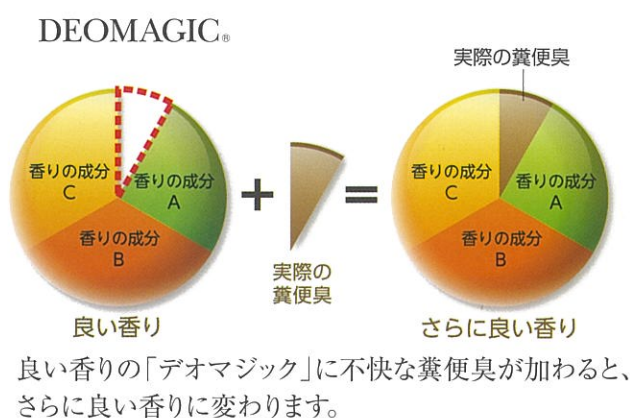 DEOMAGIC®
実際の糞便臭
香りの成分
C
香りの成分
A
香りの成分
B
良い香り
+
実際の
糞便臭
=
香りの成分
C
香りの成分
A
香りの成分
B
さらに良い香り
良い香りの「デオマジック」に不快な糞便臭が加わると、
さらに良い香りに変わります。